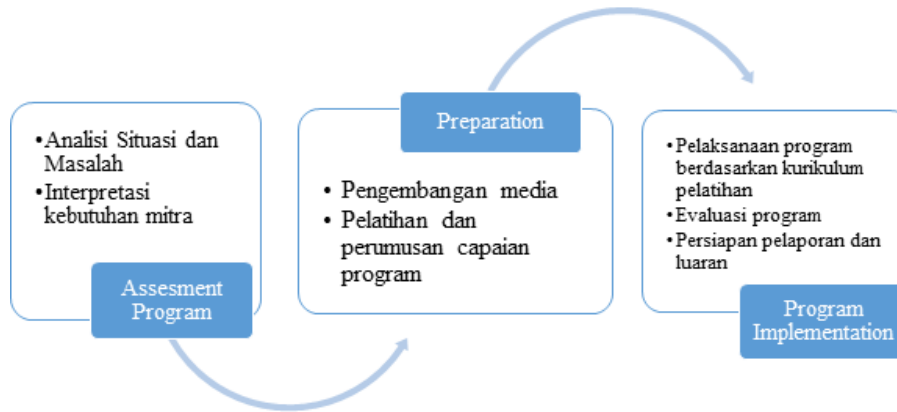 •Analisi Situasi dan
Masalah
•Interpretasi
kebutuhan mitra
Assesment
Program
Preparation
• Pengembangan media
• Pelatihan dan
perumusan capaian
program
•Pelaksanaan program
berdasarkan kurikulum
pelatihan
•Evaluasi program
•Persiapan pelaporan dan
luaran
Program
Implementation